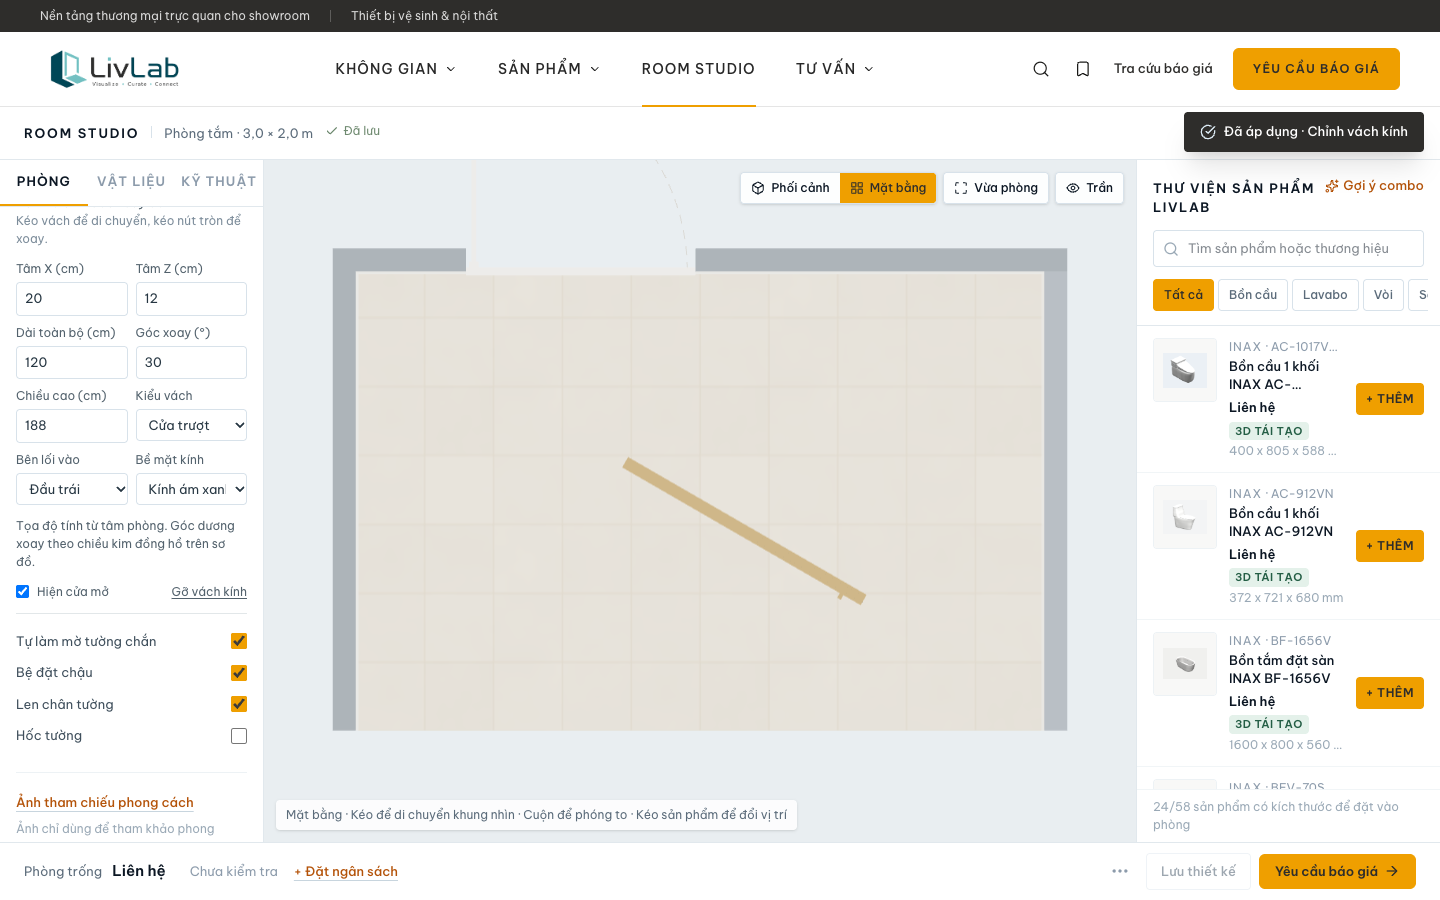 Nền tảng thương mại trực quan cho showroom
Thiết bị vệ sinh & nội thất
LivLab
Visualize • Curate • Connect
KHÔNG GIAN
SẢN PHẨM
ROOM STUDIO
TƯ VẤN
Tra cứu báo giá
YÊU CẦU BÁO GIÁ
ROOM STUDIO
Phòng tắm · 3,0 × 2,0 m
Đã lưu
Đã áp dụng · Chỉnh vách kính
PHÒNG
VẬT LIỆU
KỸ THUẬT
Kéo vách để di chuyển, kéo nút tròn để
xoay.
Tâm X (cm)
Tâm Z (cm)
20
12
Dài toàn bộ (cm)
Góc xoay (°)
120
30
Chiều cao (cm)
Kiểu vách
188
Cửa trượt
Bên lối vào
Bề mặt kính
Đầu trái
Kính ám xanh
Tọa độ tính từ tâm phòng. Góc dương
xoay theo chiều kim đồng hồ trên sơ
đồ.
Hiện cửa mở
Gỡ vách kính
Tự làm mờ tường chắn
Bệ đặt chậu
Len chân tường
Hốc tường
Ảnh tham chiếu phong cách
Ảnh chỉ dùng để tham khảo phong
Phối cảnh
Mặt bằng
Vừa phòng
Trần
Mặt bằng · Kéo để di chuyển khung nhìn · Cuộn để phóng to · Kéo sản phẩm để đổi vị trí
THƯ VIỆN SẢN PHẨM
LIVLAB
Gợi ý combo
Tìm sản phẩm hoặc thương hiệu
Tất cả
Bồn cầu
Lavabo
Vòi
INAX · AC-1017V...
Bồn cầu 1 khối
INAX AC-...
Liên hệ
3D TÁI TẠO
400 x 805 x 588 ...
+ THÊM
INAX · AC-912VN
Bồn cầu 1 khối
INAX AC-912VN
Liên hệ
3D TÁI TẠO
372 x 721 x 680 mm
+ THÊM
INAX · BF-1656V
Bồn tắm đặt sàn
INAX BF-1656V
Liên hệ
3D TÁI TẠO
1600 x 800 x 560 ...
+ THÊM
INAX · BFV-70S
24/58 sản phẩm có kích thước để đặt vào
phòng
Phòng trống
Liên hệ
Chưa kiểm tra
+ Đặt ngân sách
Lưu thiết kế
Yêu cầu báo giá